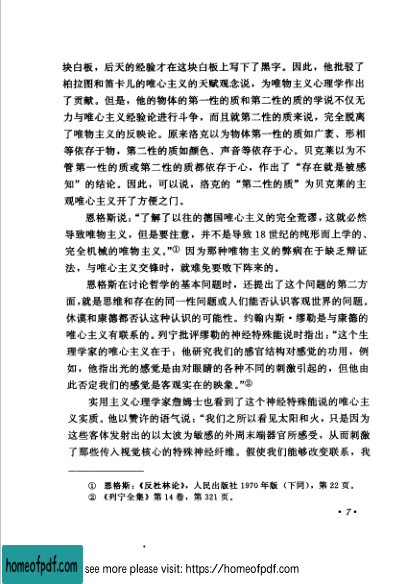 块白板，后天的经验才在这块白板上写下了黑字。因此，他批驳了
柏拉图和笛卡儿的唯心主义的天赋观念说，为唯物主义心理学作出
了贡献。但是，他的物体的第一性的质和第二性的质的学说不仅无
力与唯心主义经验论进行斗争，而且就第二性的质来说，完全脱离
了唯物主义的反映论。原来洛克以为物体第一性的质如广袤、形相
等依存于物，第二性的质如颜色、声音等依存于心。贝克莱以为不
管第一性的质或第二性的质都依存于心，作出了“存在就是被感
知”的结论。因此，可以说，洛克的“第二性的质”为贝克莱的主
观唯心主义开了方便之门。
恩格斯说：“了解了以往的德国唯心主义的完全荒谬，这就必然
导致唯物主义，但是要注意，并不是导致 18 世纪的纯形而上学的、
完全机械的唯物主义。”① 因为那种唯物主义的弊病在于缺乏辩证
法，与唯心主义交锋时，就难免要败下阵来的。
恩格斯在讨论哲学的基本问题时，还提出了这个问题的第二方
面，就是思维和存在的同一性问题或人们能否认识客观世界的问题。
休谟和康德都否认这种认识的可能性。约翰内斯·缪勒是与康德的
唯心主义有联系的。列宁批评缪勒的神经特殊能说时指出：“这个生
理学家的唯心主义在于：他研究我们的感官结构对感觉的功用，例
如，他指出光的感觉是由对眼睛的各种不同的刺激引起的，但他由
此否定我们的感觉是客观实在的映象。”②
实用主义心理学家詹姆士也看到了这个神经特殊能说的唯心主
义实质。他以赞许的语气说：“我们之所以看见太阳和火，只是因为
这些客体发射出的以太波为敏感的外周末端器官所感受，从而刺激
了那些传入视觉核心的特殊神经纤维。假使我们能够改变联系，我
① 恩格斯：《反杜林论》，人民出版社 1970 年版（下同），第 22 页。
② 《列宁全集》第 14 卷，第 321 页。
· 7 ·
homeofpdf.com
see more please visit: https://homeofpdf.com